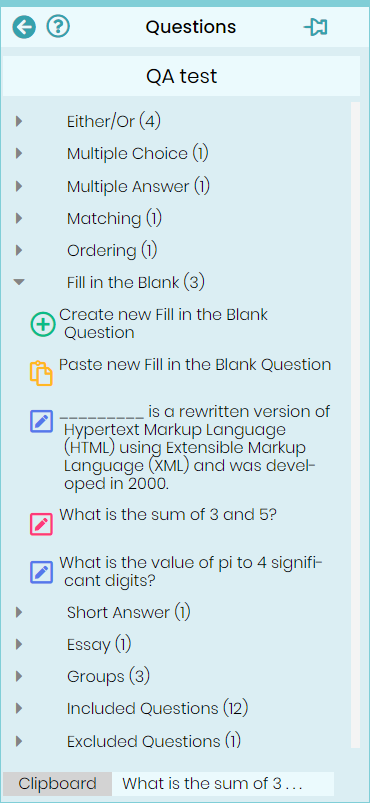 Questions
QA test
Either/Or (4)
Multiple Choice (1)
Multiple Answer (1)
Matching (1)
Ordering (1)
Fill in the Blank (3)
Create new Fill in the Blank
Question
Paste new Fill in the Blank Question
_________ is a rewritten version of
Hypertext Markup Language
(HTML) using Extensible Markup
Language (XML) and was devel-
oped in 2000.
What is the sum of 3 and 5?
What is the value of pi to 4 signifi-
cant digits?
Short Answer (1)
Essay (1)
Groups (3)
Included Questions (12)
Excluded Questions (1)
Clipboard What is the sum of 3 . . .